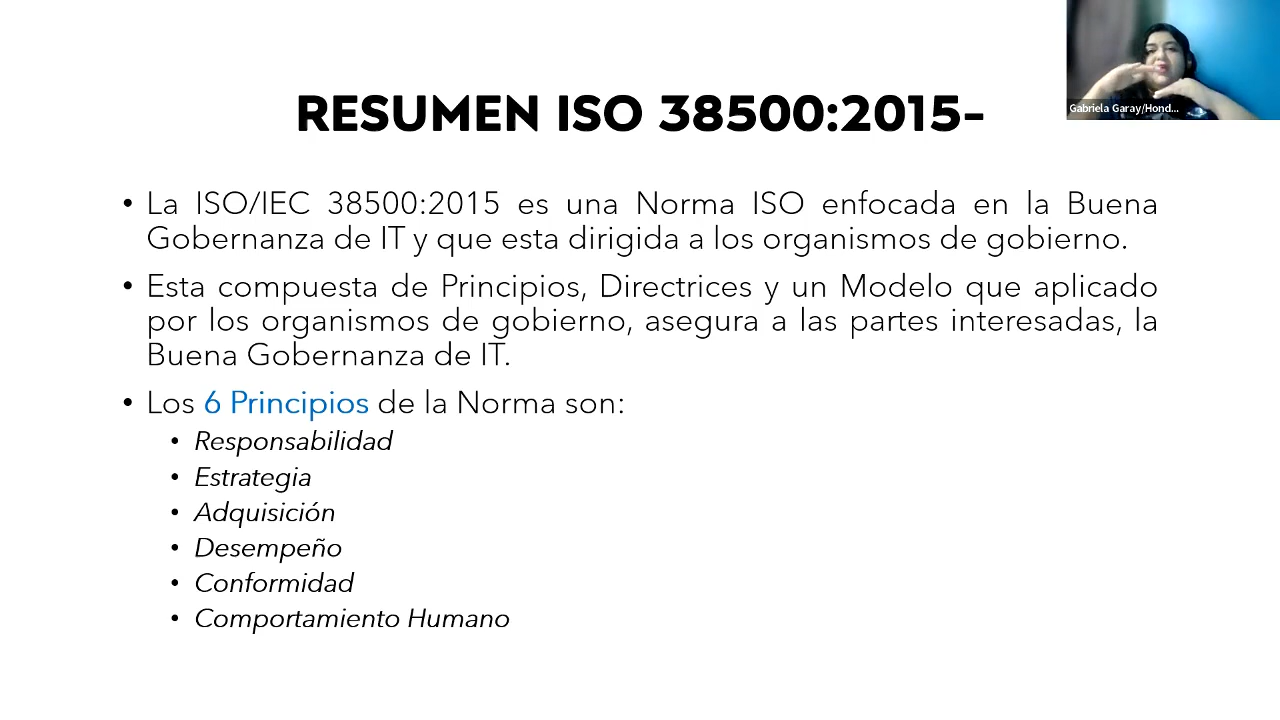 RESUMEN ISO 38500:2015-
Gabriela Garay/Hond...
• La ISO/IEC 38500:2015 es una Norma ISO enfocada en la Buena
Gobernanza de IT y que esta dirigida a los organismos de gobierno.
• Esta compuesta de Principios, Directrices y un Modelo que aplicado
por los organismos de gobierno, asegura a las partes interesadas, la
Buena Gobernanza de IT.
• Los 6 Principios de la Norma son:
• Responsabilidad
• Estrategia
• Adquisición
• Desempeño
• Conformidad
• Comportamiento Humano